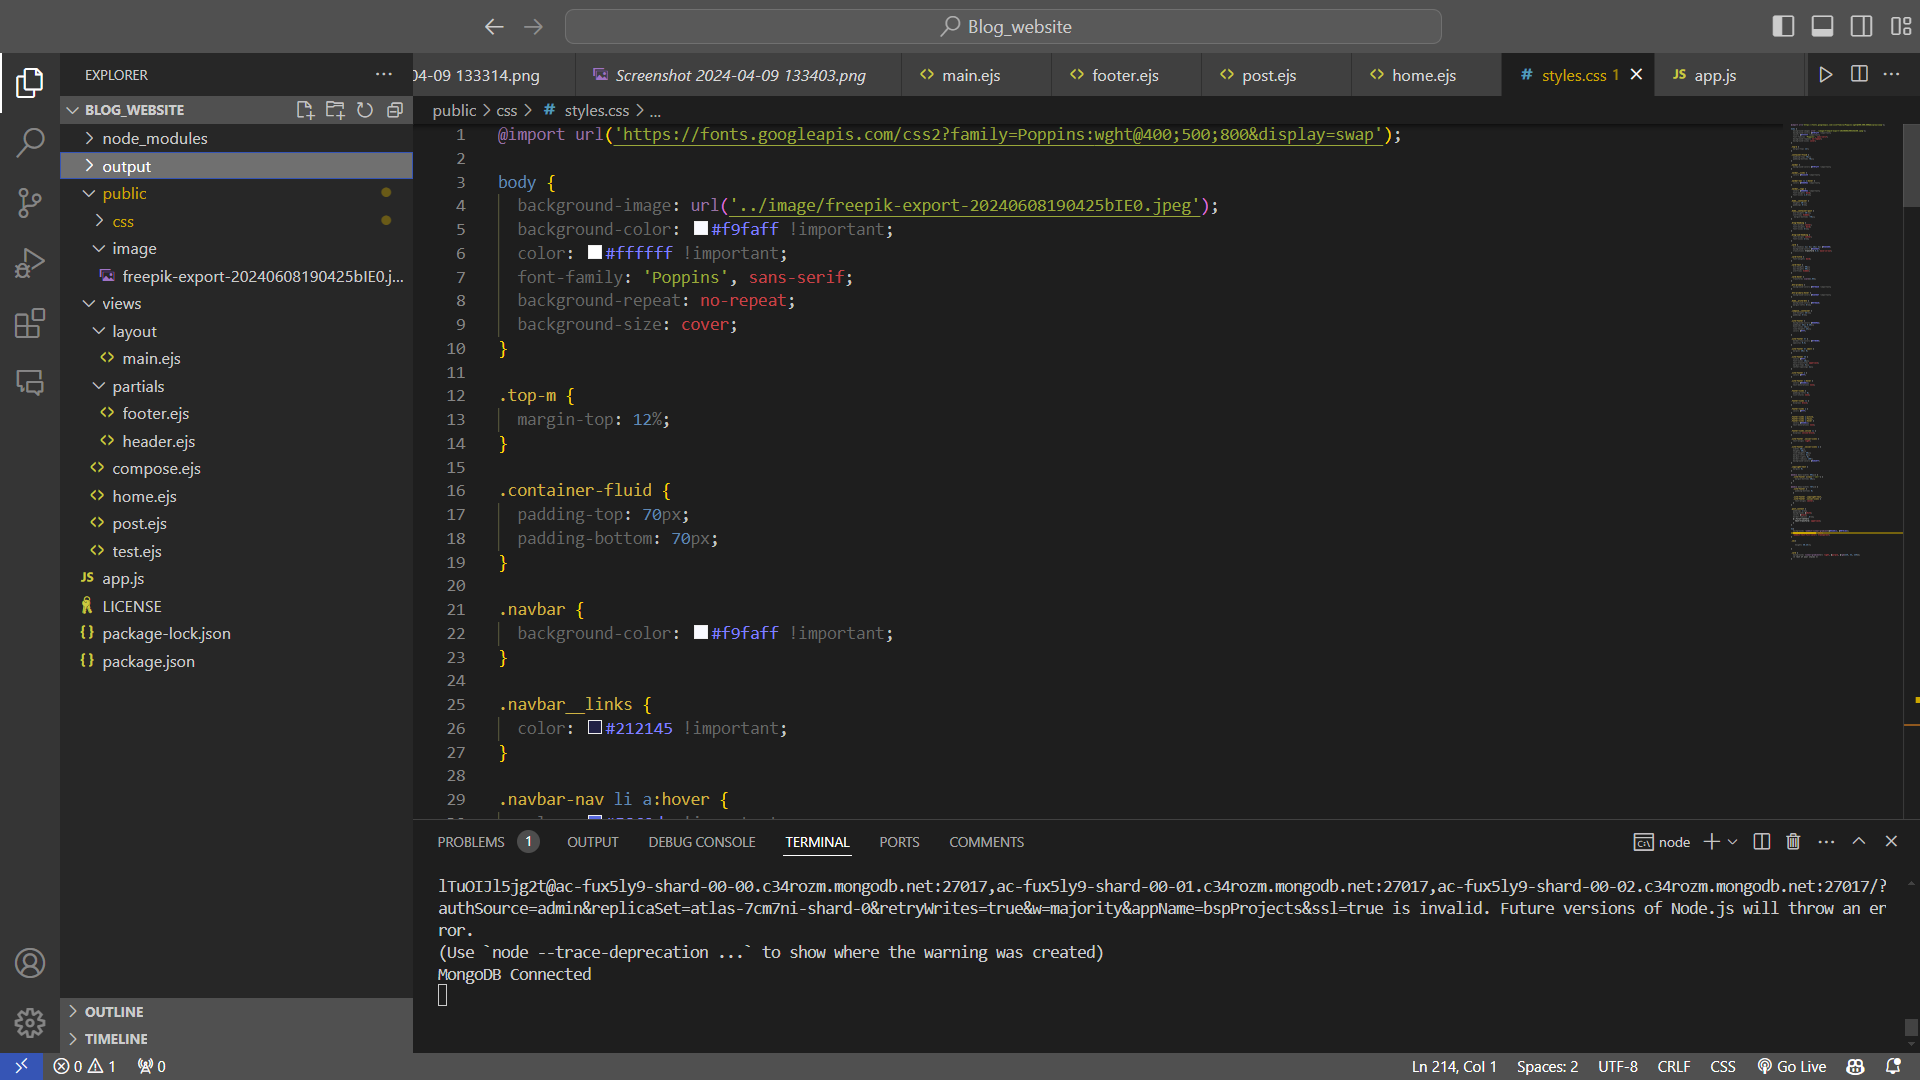 Blog_website
EXPLORER
04-09 133314.png
Screenshot 2024-04-09 133403.png
main.ejs
footer.ejs
post.ejs
home.ejs
# styles.css 1
JS app.js
BLOG_WEBSITE
public > css > # styles.css > ...
node_modules
output
public
css
image
freepik-export-20240608190425bIE0.j...
views
layout
main.ejs
partials
footer.ejs
header.ejs
compose.ejs
home.ejs
post.ejs
test.ejs
JS app.js
LICENSE
{} package-lock.json
{} package.json
OUTLINE
TIMELINE
1 @import url('https://fonts.googleapis.com/css2?family=Poppins:wght@400;500;800&display=swap');
2
3 body {
4 background-image: url('../image/freepik-export-20240608190425bIE0.jpeg');
5 background-color: #f9faff !important;
6 color: #ffffff !important;
7 font-family: 'Poppins', sans-serif;
8 background-repeat: no-repeat;
9 background-size: cover;
10 }
11
12 .top-m {
13 margin-top: 12%;
14 }
15
16 .container-fluid {
17 padding-top: 70px;
18 padding-bottom: 70px;
19 }
20
21 .navbar {
22 background-color: #f9faff !important;
23 }
24
25 .navbar__links {
26 color: #212145 !important;
27 }
28
29 .navbar-nav li a:hover {
PROBLEMS 1 OUTPUT DEBUG CONSOLE TERMINAL PORTS COMMENTS
node
lTuOIJl5jg2t@ac-fux5ly9-shard-00-00.c34rozm.mongodb.net:27017,ac-fux5ly9-shard-00-01.c34rozm.mongodb.net:27017,ac-fux5ly9-shard-00-02.c34rozm.mongodb.net:27017/?
authSource=admin&replicaSet=atlas-7cm7ni-shard-0&retryWrites=true&w=majority&appName=bspProjects&ssl=true is invalid. Future versions of Node.js will throw an er
ror.
(Use `node --trace-deprecation ...` to show where the warning was created)
MongoDB Connected
0 1 0
Ln 214, Col 1 Spaces: 2 UTF-8 CRLF CSS Go Live